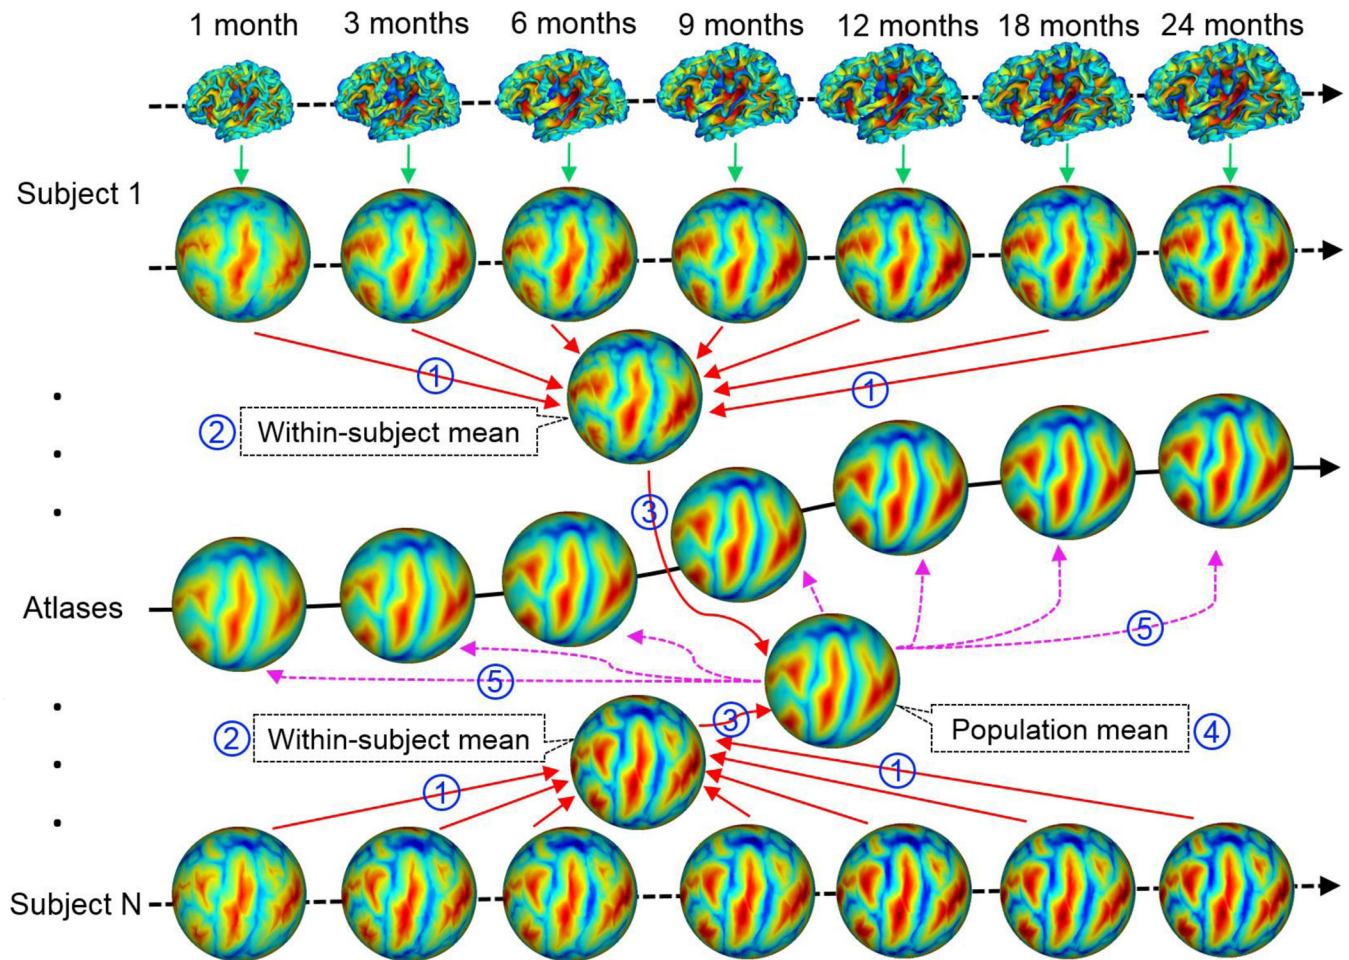 1 month 3 months 6 months 9 months 12 months 18 months 24 months
Subject 1
1 1
2 Within-subject mean
3
Atlases
5
5
3
2 Within-subject mean
Population mean 4
1
1
Subject N